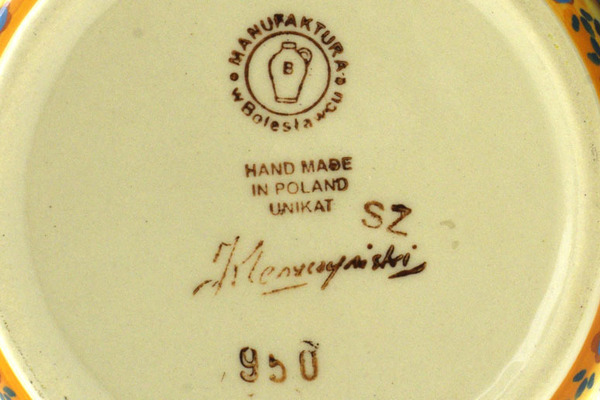 MANUFAKTURA
w Bolesławcu
B
HAND MADE
IN POLAND
UNIKAT
SZ
950